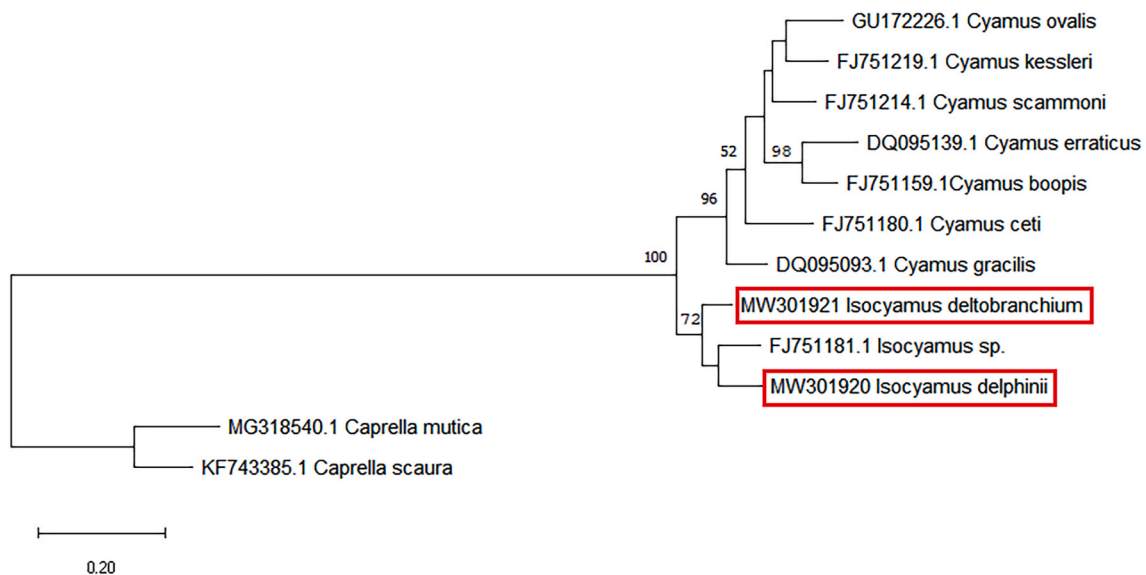 GU172226.1 Cyamus ovalis
FJ751219.1 Cyamus kessleri
FJ751214.1 Cyamus scammoni
98
DQ095139.1 Cyamus erraticus
52
FJ751159.1Cyamus boopis
96
FJ751180.1 Cyamus ceti
100
DQ095093.1 Cyamus gracilis
MW301921 Isocyamus deltobranchium
72
FJ751181.1 Isocyamus sp.
MW301920 Isocyamus delphinii
MG318540.1 Caprella mutica
KF743385.1 Caprella scaura
0.20